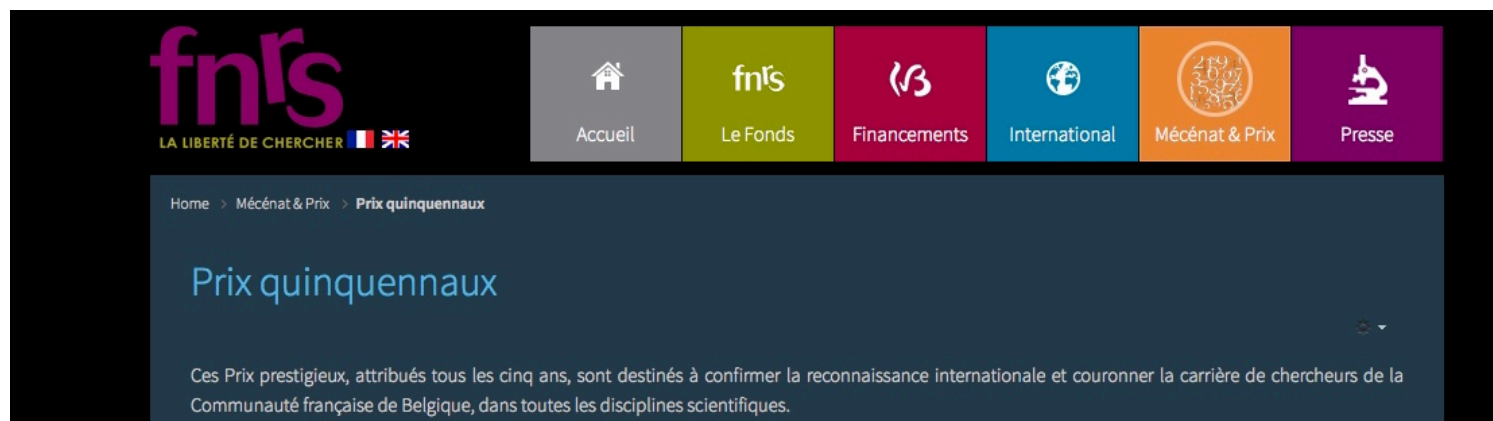 fnrs
LA LIBERTÉ DE CHERCHER
Accueil
fnrs
Le Fonds
Financements
International
Mécénat & Prix
Presse
Home > Mécénat & Prix > Prix quinquennaux
Prix quinquennaux
Ces Prix prestigieux, attribués tous les cinq ans, sont destinés à confirmer la reconnaissance internationale et couronner la carrière de chercheurs de la
Communauté française de Belgique, dans toutes les disciplines scientifiques.